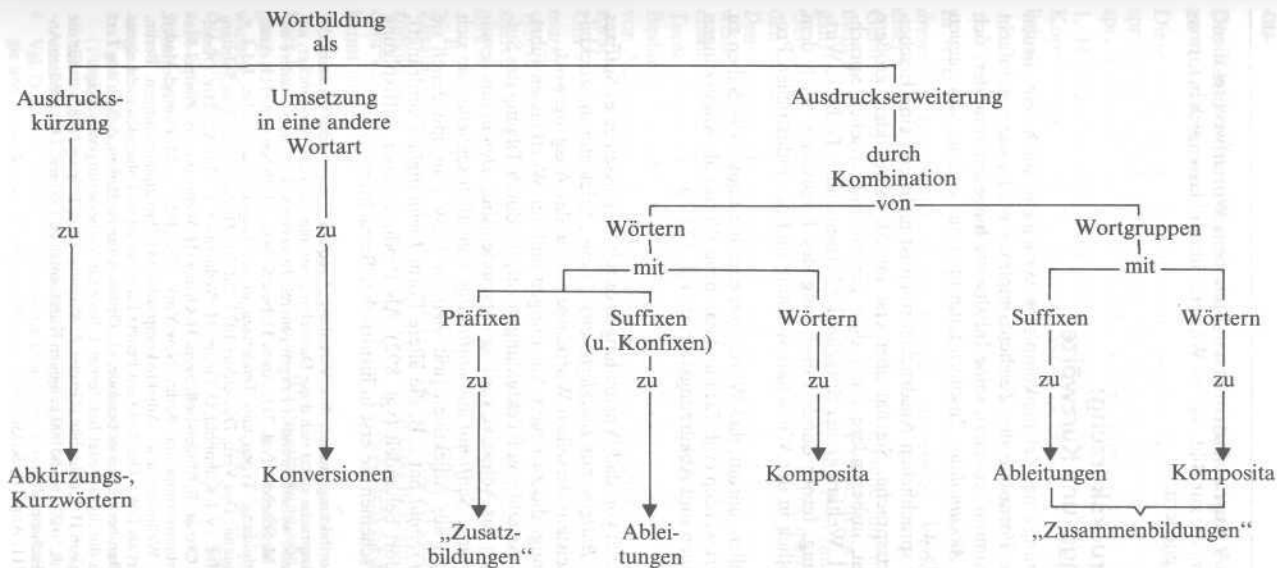 Wortbildung
als
Ausdrucks-
kürzung
Umsetzung
in eine andere
Wortart
Ausdruckserweiterung
durch
Kombination
von
zu
zu
Wörtern
Wortgruppen
mit
mit
Präfixen
Suffixen
(u. Konfixen)
Wörtern
Suffixen
Wörtern
zu
zu
zu
zu
zu
Abkürzungs-,
Kurzwörtern
Konversionen
Komposita
Ableitungen
Komposita
„Zusatz-
bildungen“
Ablei-
tungen
„Zusammenbildungen“